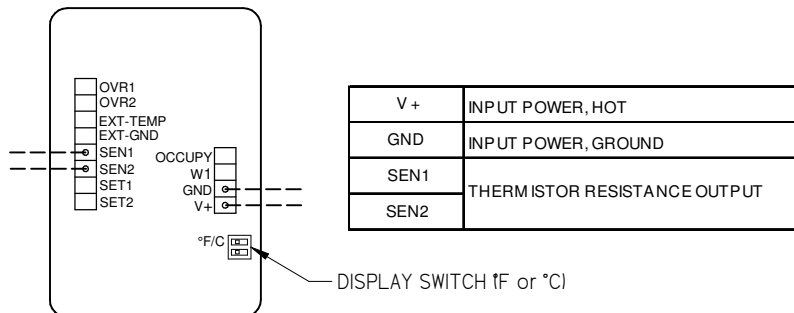 OVR1
OVR2
EXT-TEMP
EXT-GND
SEN1
SEN2
SET1
SET2
OCCUPY
W1
GND
V+
°F/C
DISPLAY SWITCH (°F or °C)
V + INPUT POWER, HOT
GND INPUT POWER, GROUND
SEN1
THERMISTOR RESISTANCE OUTPUT
SEN2